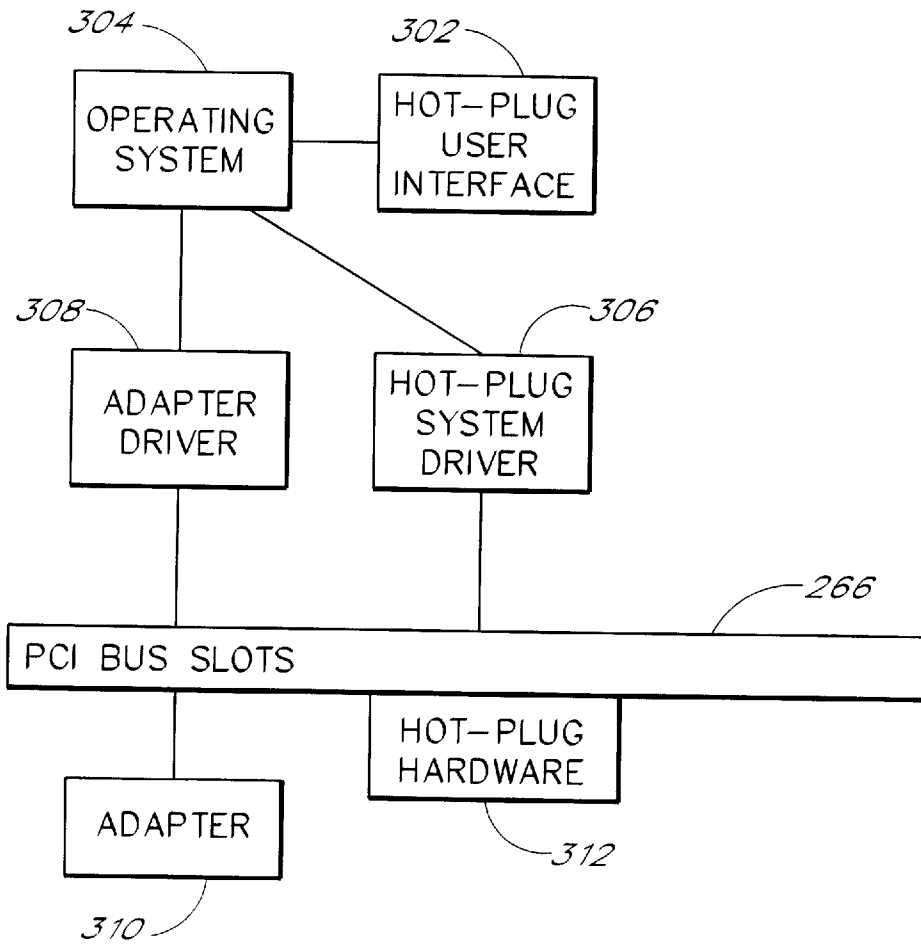 304
302
OPERATING
SYSTEM
HOT-PLUG
USER
INTERFACE
308
306
ADAPTER
DRIVER
HOT-PLUG
SYSTEM
DRIVER
266
PCI BUS SLOTS
HOT-PLUG
HARDWARE
ADAPTER
312
310